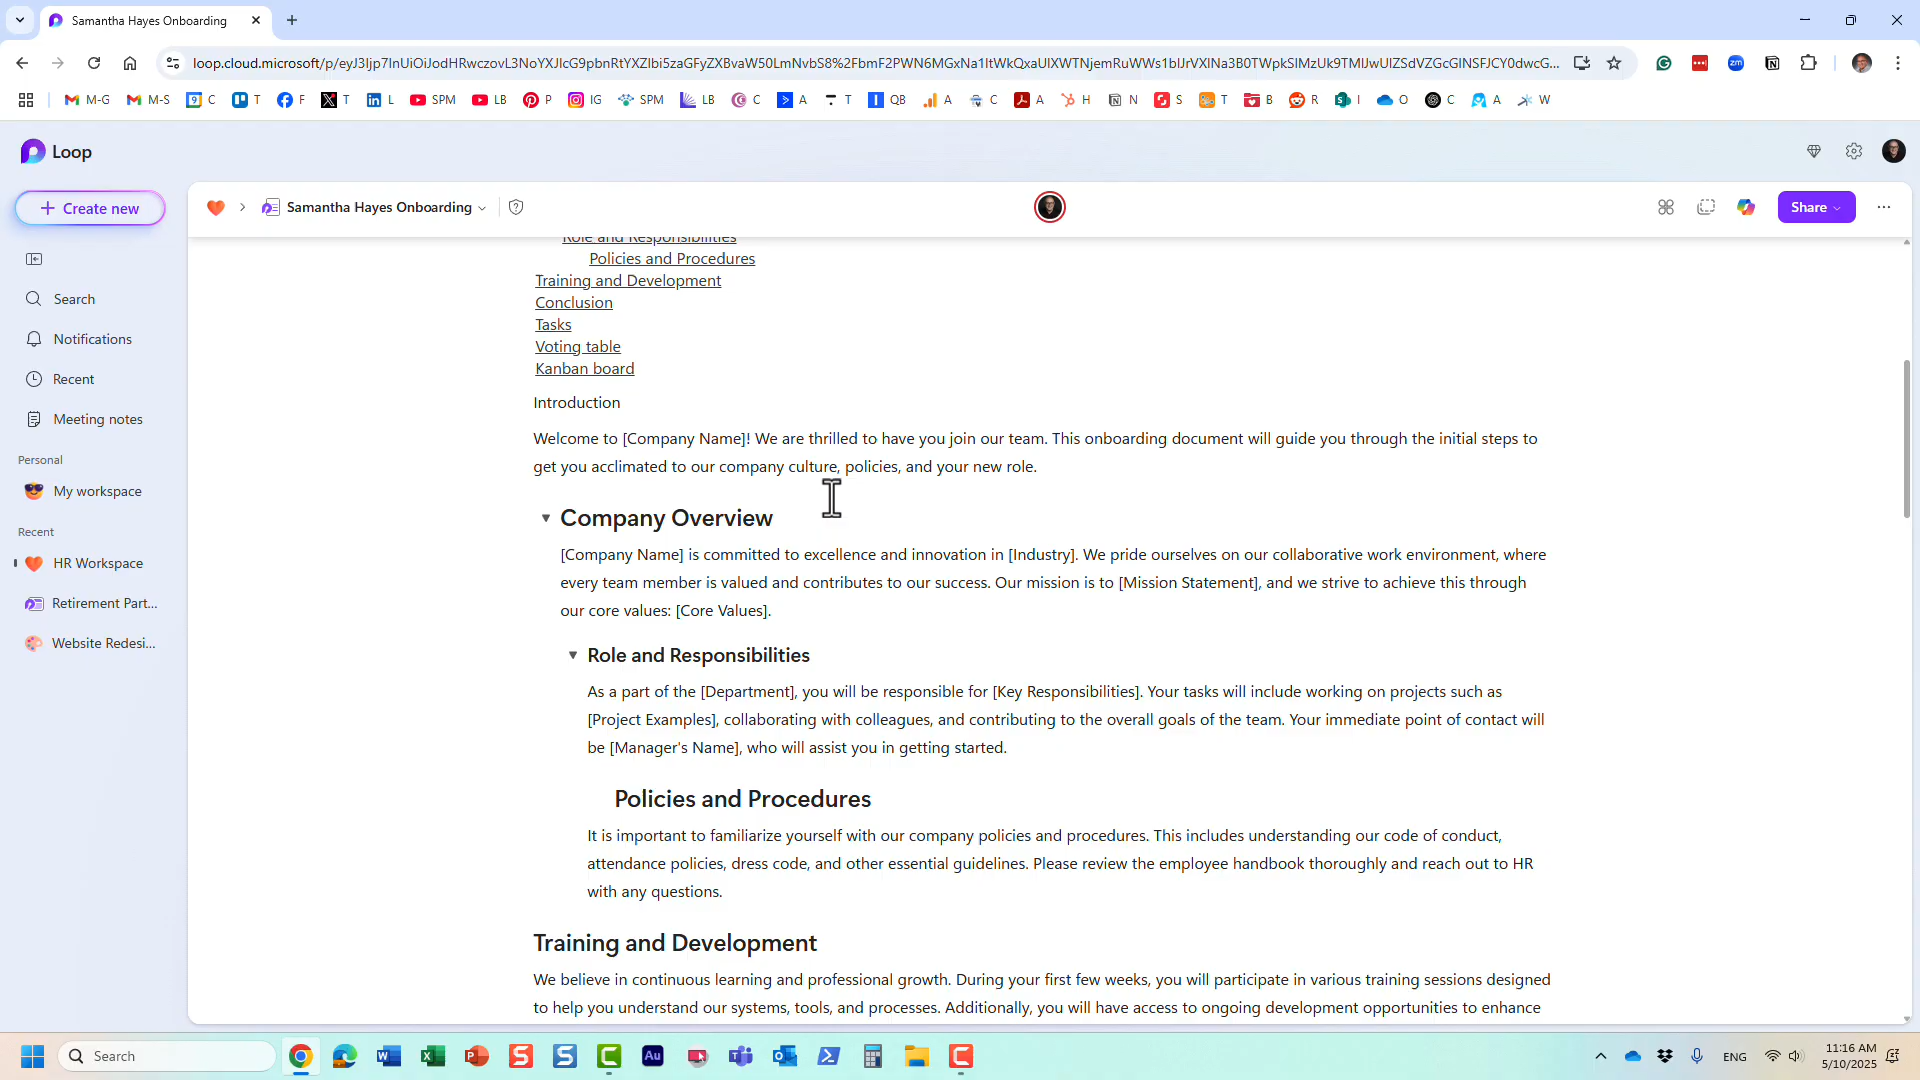 Samantha Hayes Onboarding
loop.cloud.microsoft/p/
M-G M-S C T F T L SPM LB P IG SPM LB C A T QB A C A H N S T B R I O C A W
Loop
Create new
Samantha Hayes Onboarding
Share
Search
Notifications
Recent
Meeting notes
Personal
My workspace
Recent
HR Workspace
Retirement Part...
Website Redesi...
Role and Responsibilities
Policies and Procedures
Training and Development
Conclusion
Tasks
Voting table
Kanban board
Introduction
Welcome to [Company Name]! We are thrilled to have you join our team. This onboarding document will guide you through the initial steps to
get you acclimated to our company culture, policies, and your new role.
Company Overview
[Company Name] is committed to excellence and innovation in [Industry]. We pride ourselves on our collaborative work environment, where
every team member is valued and contributes to our success. Our mission is to [Mission Statement], and we strive to achieve this through
our core values: [Core Values].
Role and Responsibilities
As a part of the [Department], you will be responsible for [Key Responsibilities]. Your tasks will include working on projects such as
[Project Examples], collaborating with colleagues, and contributing to the overall goals of the team. Your immediate point of contact will
be [Manager's Name], who will assist you in getting started.
Policies and Procedures
It is important to familiarize yourself with our company policies and procedures. This includes understanding our code of conduct,
attendance policies, dress code, and other essential guidelines. Please review the employee handbook thoroughly and reach out to HR
with any questions.
Training and Development
We believe in continuous learning and professional growth. During your first few weeks, you will participate in various training sessions designed
to help you understand our systems, tools, and processes. Additionally, you will have access to ongoing development opportunities to enhance
Search
ENG
11:16 AM
5/10/2025